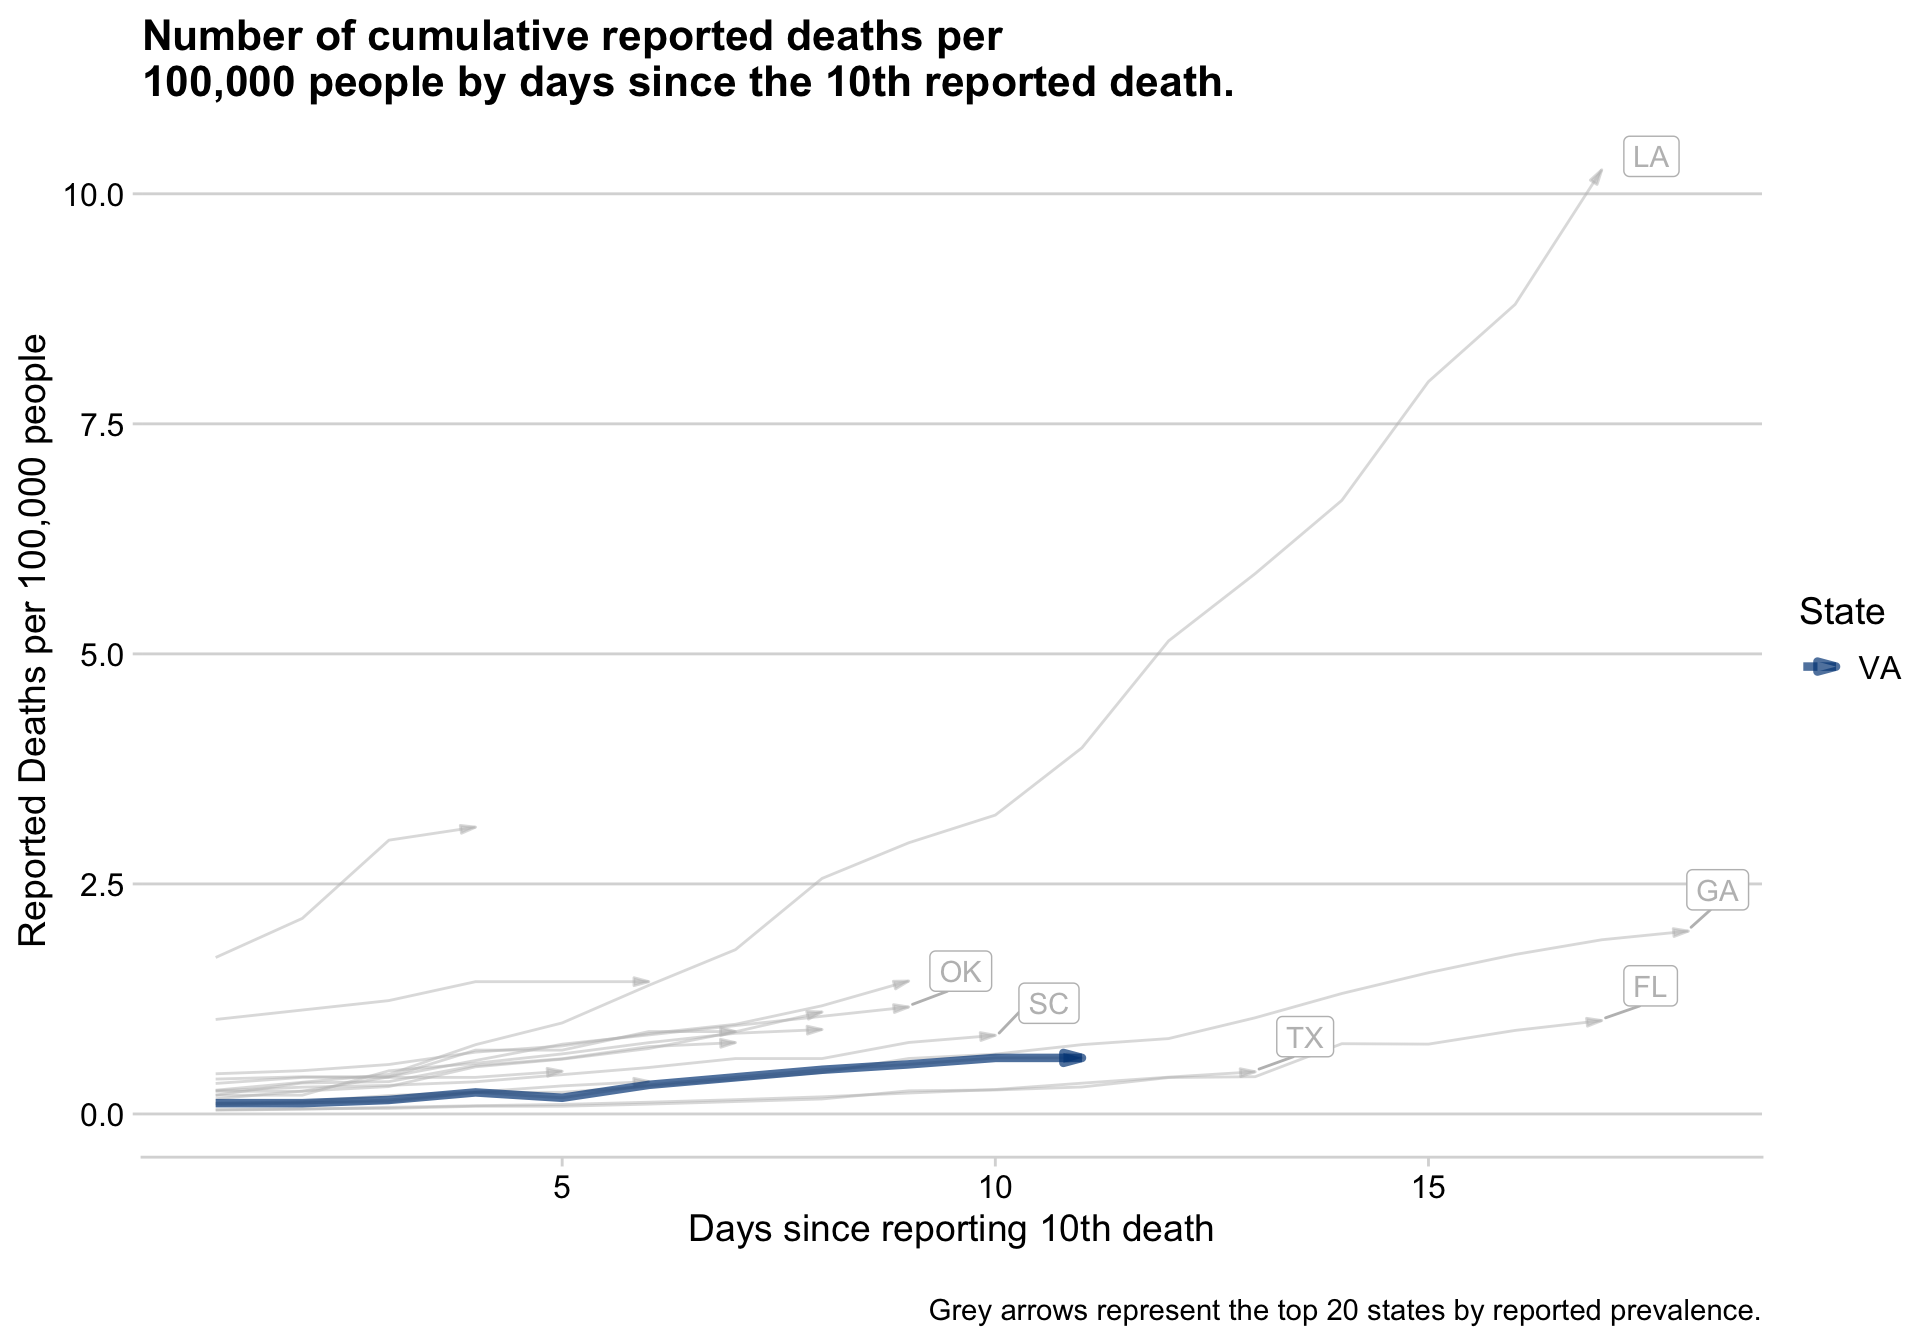 Number of cumulative reported deaths per
100,000 people by days since the 10th reported death.
LA
10.0
7.5
5.0
2.5
0.0
Reported Deaths per 100,000 people
GA
OK
FL
SC
TX
State
VA
5
10
15
Days since reporting 10th death
Grey arrows represent the top 20 states by reported prevalence.